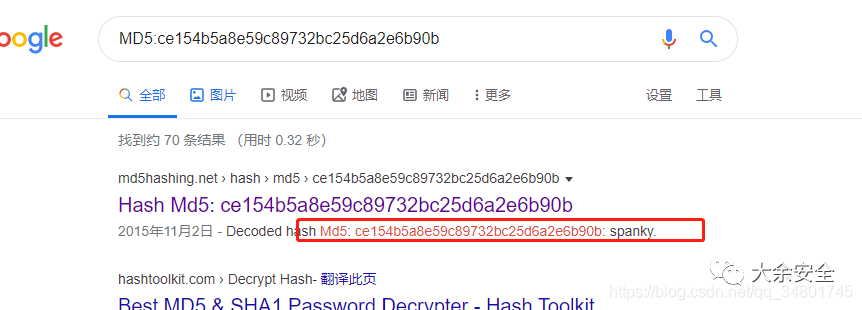 oogle
MD5:ce154b5a8e59c89732bc25d6a2e6b90b
全部 图片 视频 地图 新闻 更多 设置 工具
找到约 70 条结果 （用时 0.32 秒）
md5hashing.net › hash › md5 › ce154b5a8e59c89732bc25d6a2e6b90b
Hash Md5: ce154b5a8e59c89732bc25d6a2e6b90b
2015年11月2日 - Decoded hash Md5: ce154b5a8e59c89732bc25d6a2e6b90b: spanky.
hashtoolkit.com › Decrypt Hash - 翻译此页
大余安全
https://blog.csdn.net/qq_34801745
Best MD5 & SHA1 Password Decrypter - Hash Toolkit